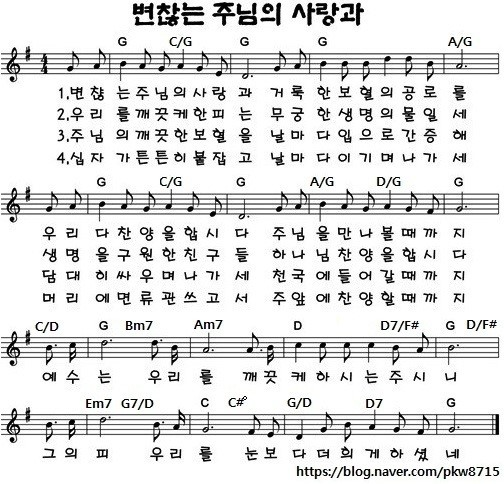 변찮는 주님의 사랑과
G C/G G G A/G
4 4
1,변찮는주님의사랑과 거룩한보혈의공로를
2,우리를깨끗케한피는 무궁한생명의물일세
3,주님의깨끗한보혈을 날마다입으로간증해
4,십자가튼튼히붙잡고 날마다이기며나가세
G C/G G A/G D/G G
우리다찬양을합시다 주님을만나볼때까지
생명을구원한친구들 하나님찬양을합시다
담대히싸우며나가세 천국에들어갈때까지
머리에면류관쓰고서 주앞에찬양할때까지
C/D G Bm7 Am7 D D7/F# G D/F#
예수는 우리를 깨끗케하시는주시니
Em7 G7/D C C#° G/D D7 G
그의피 우리를눈보다더희게하셨네
https://blog.naver.com/pkw8715